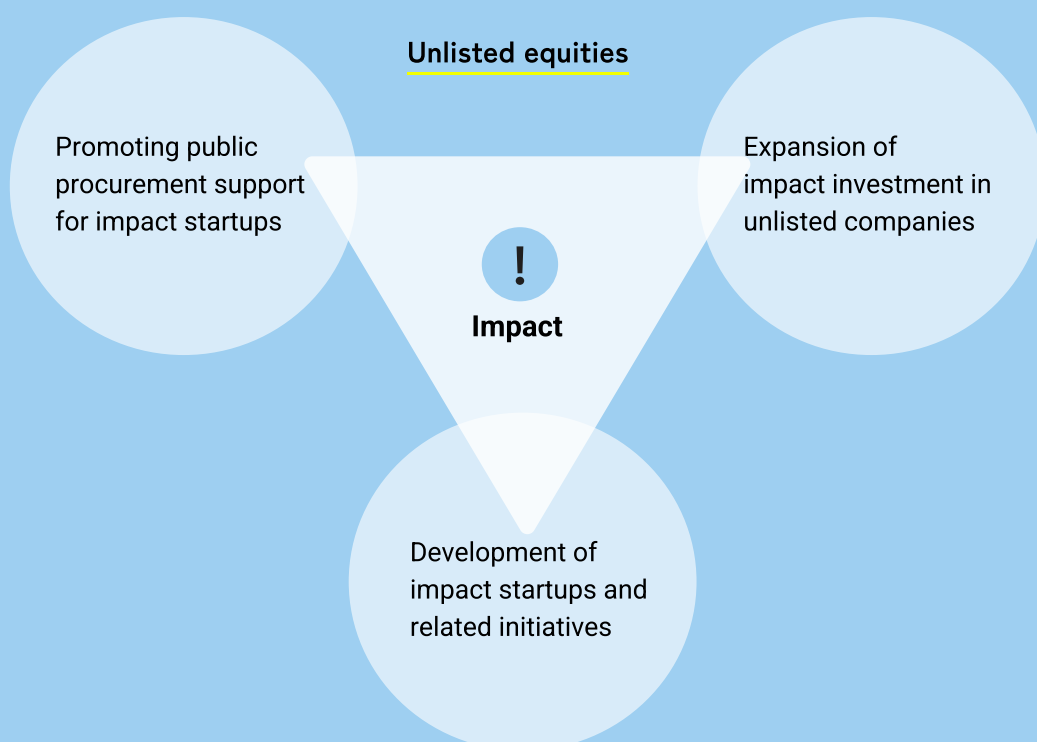 Unlisted equities
Promoting public
procurement support
for impact startups
Expansion of
impact investment in
unlisted companies
!
Impact
Development of
impact startups and
related initiatives